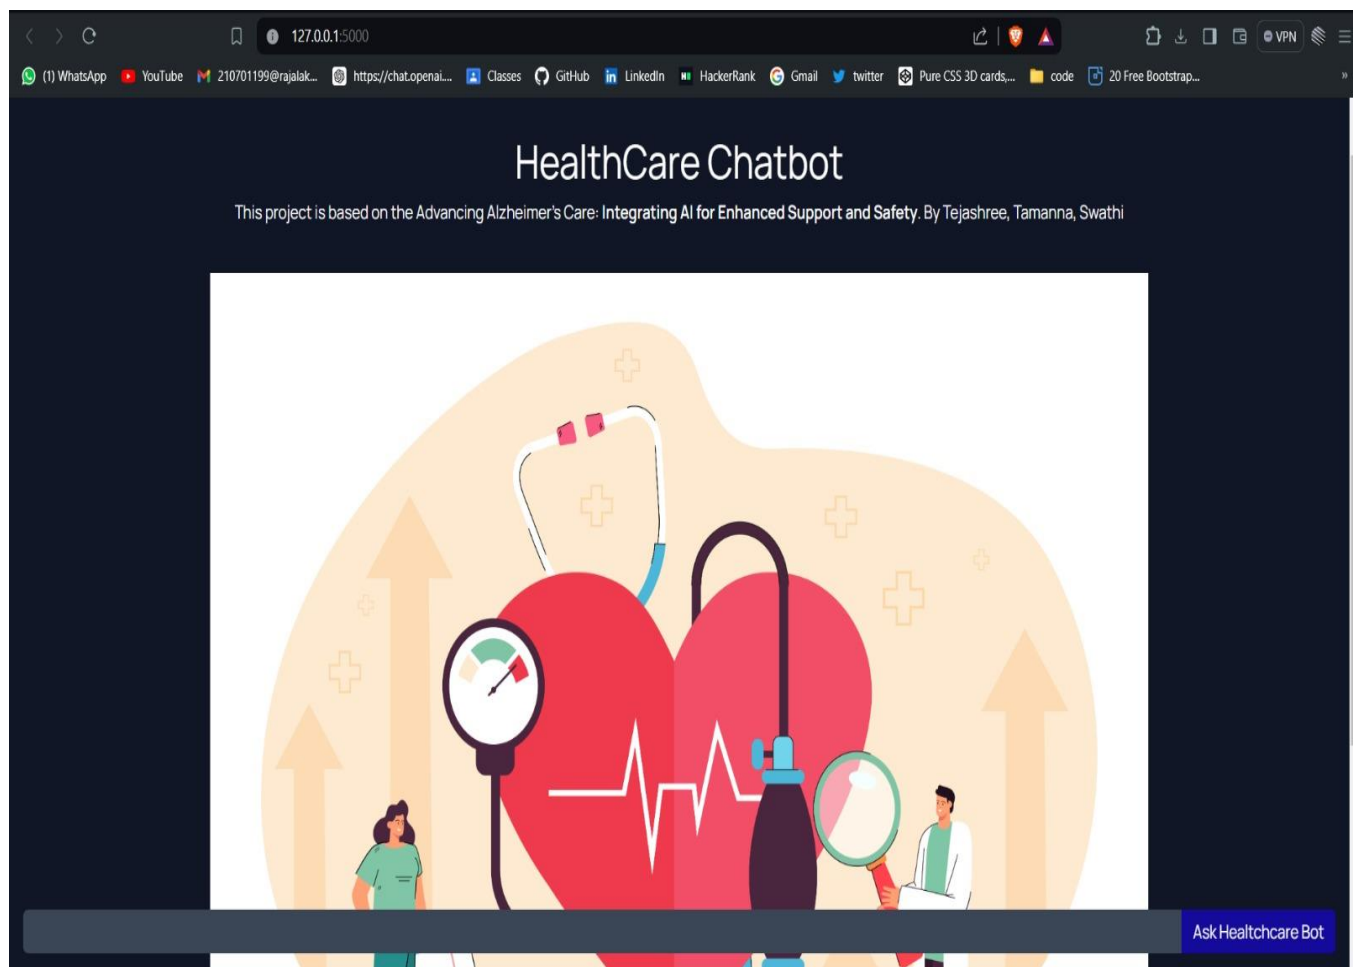 127.0.0.1:5000
VPN
(1) WhatsApp YouTube 210701199@rajalak... https://chat.openai.... Classes GitHub LinkedIn HackerRank Gmail twitter Pure CSS 3D cards,... code 20 Free Bootstrap... »
HealthCare Chatbot
This project is based on the Advancing Alzheimer's Care: Integrating AI for Enhanced Support and Safety. By Tejashree, Tamanna, Swathi
Ask Healtchcare Bot